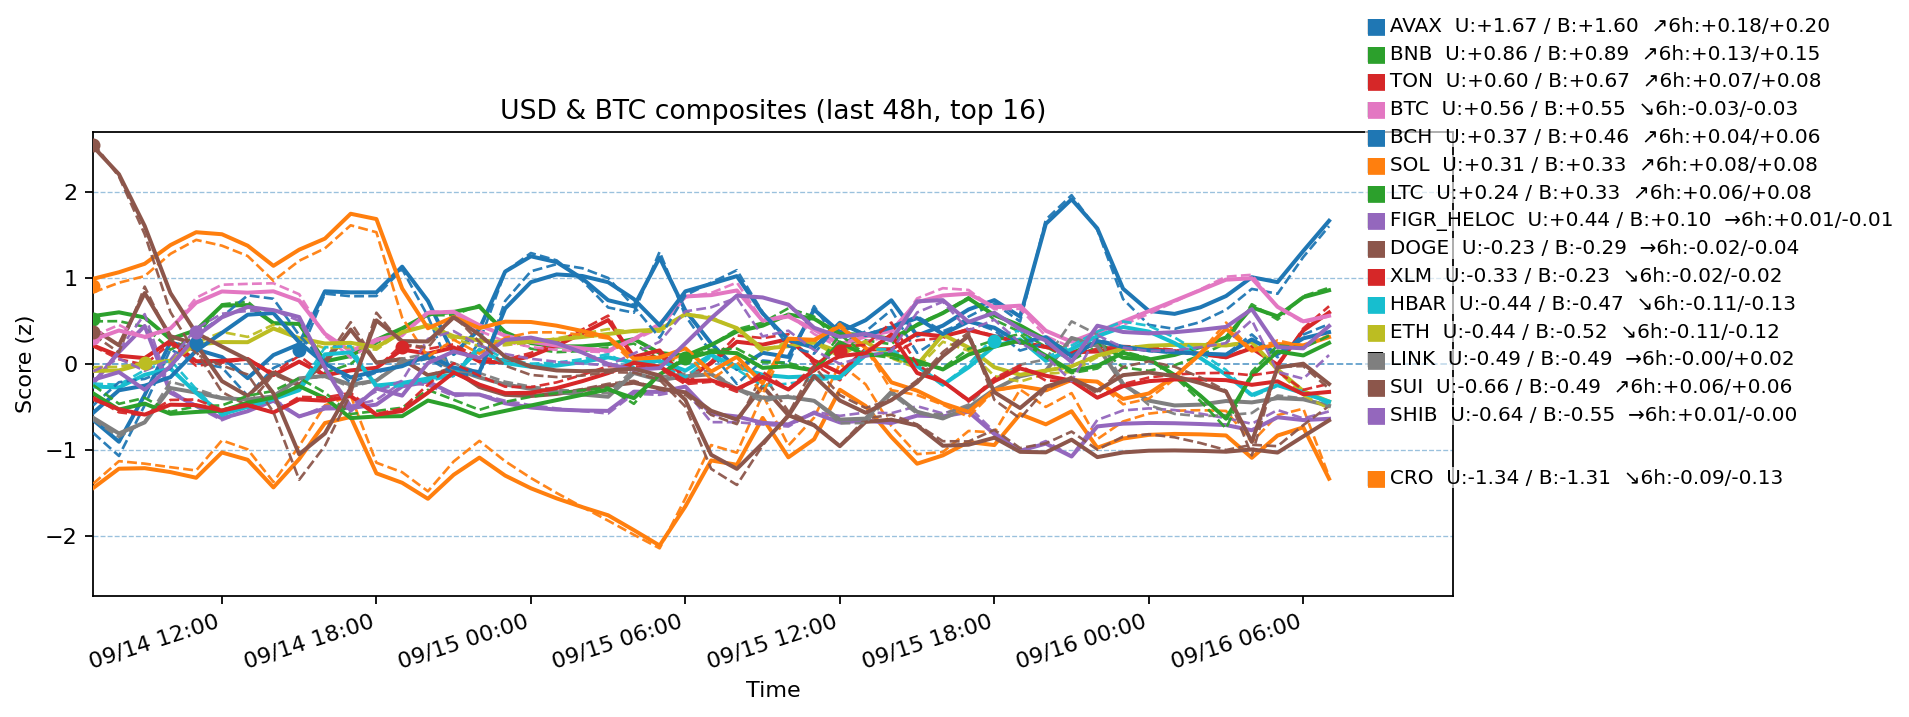 AVAX U:+1.67 / B:+1.60 ↗6h:+0.18/+0.20
BNB U:+0.86 / B:+0.89 ↗6h:+0.13/+0.15
TON U:+0.60 / B:+0.67 ↗6h:+0.07/+0.08
BTC U:+0.56 / B:+0.55 ↘6h:-0.03/-0.03
BCH U:+0.37 / B:+0.46 ↗6h:+0.04/+0.06
SOL U:+0.31 / B:+0.33 ↗6h:+0.08/+0.08
LTC U:+0.24 / B:+0.33 ↗6h:+0.06/+0.08
FIGR_HELOC U:+0.44 / B:+0.10 →6h:+0.01/-0.01
DOGE U:-0.23 / B:-0.29 →6h:-0.02/-0.04
XLM U:-0.33 / B:-0.23 ↘6h:-0.02/-0.02
HBAR U:-0.44 / B:-0.47 ↘6h:-0.11/-0.13
ETH U:-0.44 / B:-0.52 ↘6h:-0.11/-0.12
LINK U:-0.49 / B:-0.49 →6h:-0.00/+0.02
SUI U:-0.66 / B:-0.49 ↗6h:+0.06/+0.06
SHIB U:-0.64 / B:-0.55 →6h:+0.01/-0.00
CRO U:-1.34 / B:-1.31 ↘6h:-0.09/-0.13
USD & BTC composites (last 48h, top 16)
Score (z)
2
1
0
−1
−2
09/14 12:00
09/14 18:00
09/15 00:00
09/15 06:00
09/15 12:00
09/15 18:00
09/16 00:00
09/16 06:00
Time